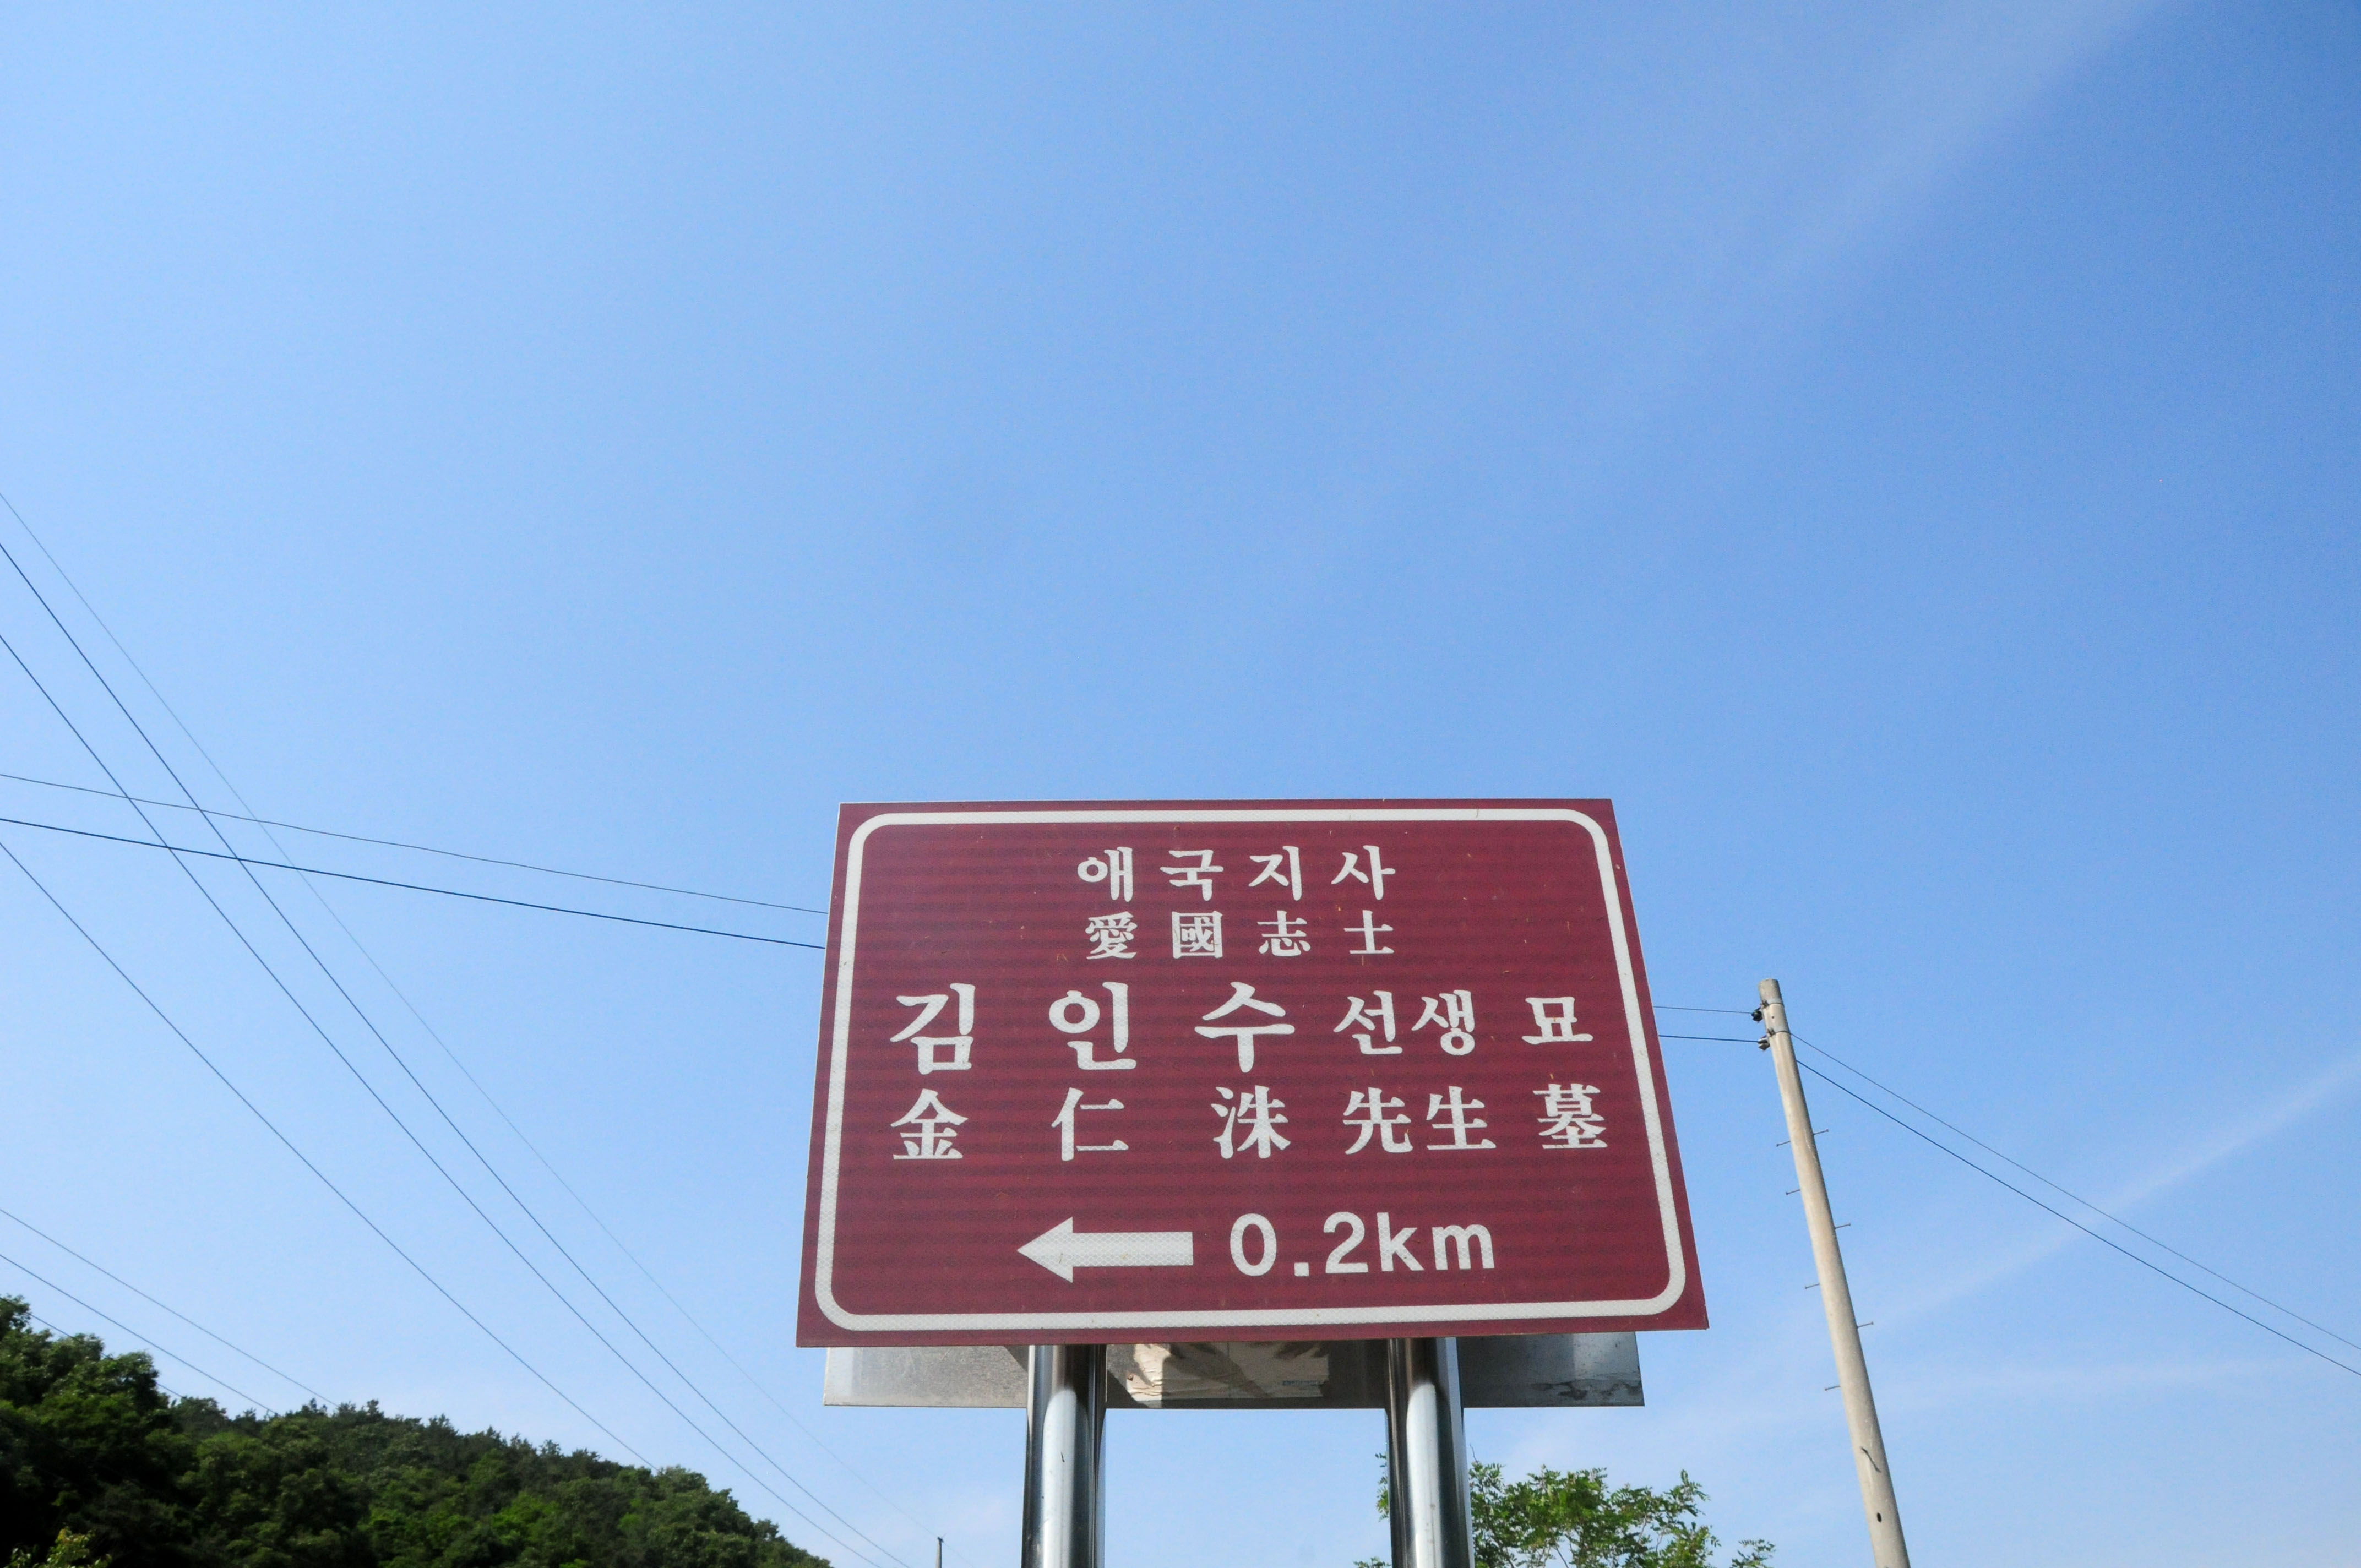 애국지사
愛國志士
김 인 수 선생 묘
金 仁 洙 先生 墓
← 0.2km